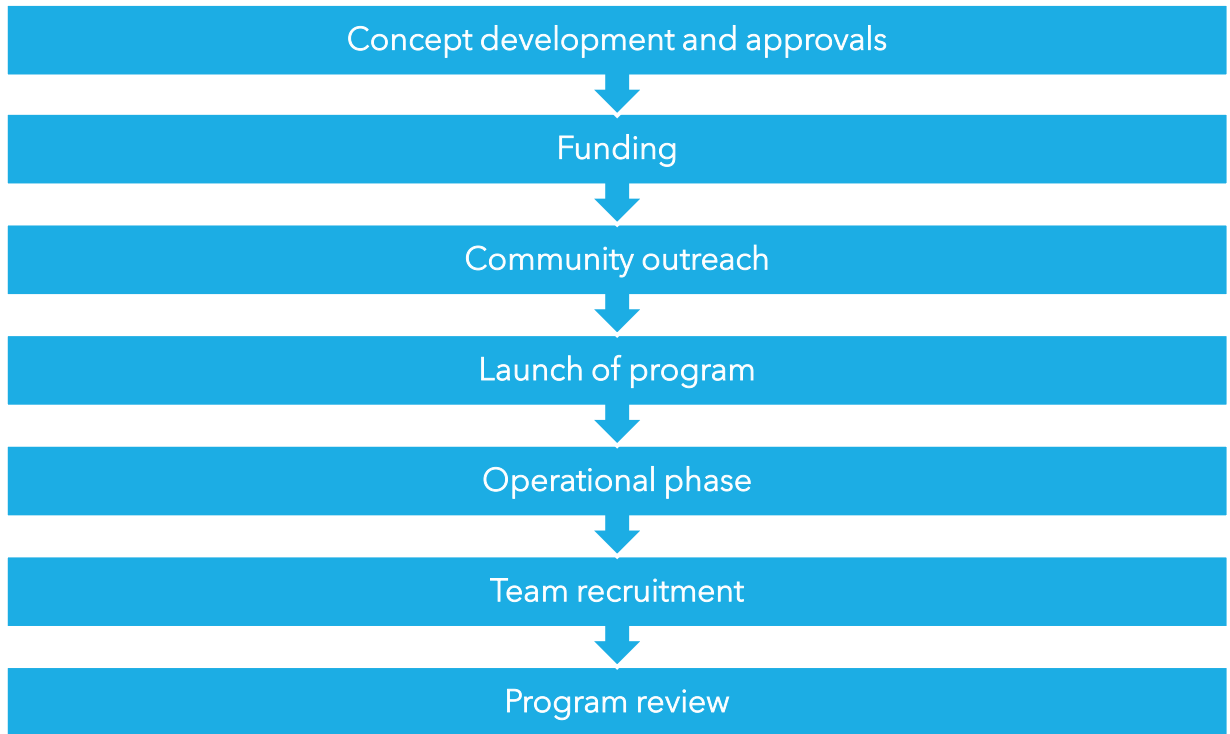 Concept development and approvals
Funding
Community outreach
Launch of program
Operational phase
Team recruitment
Program review